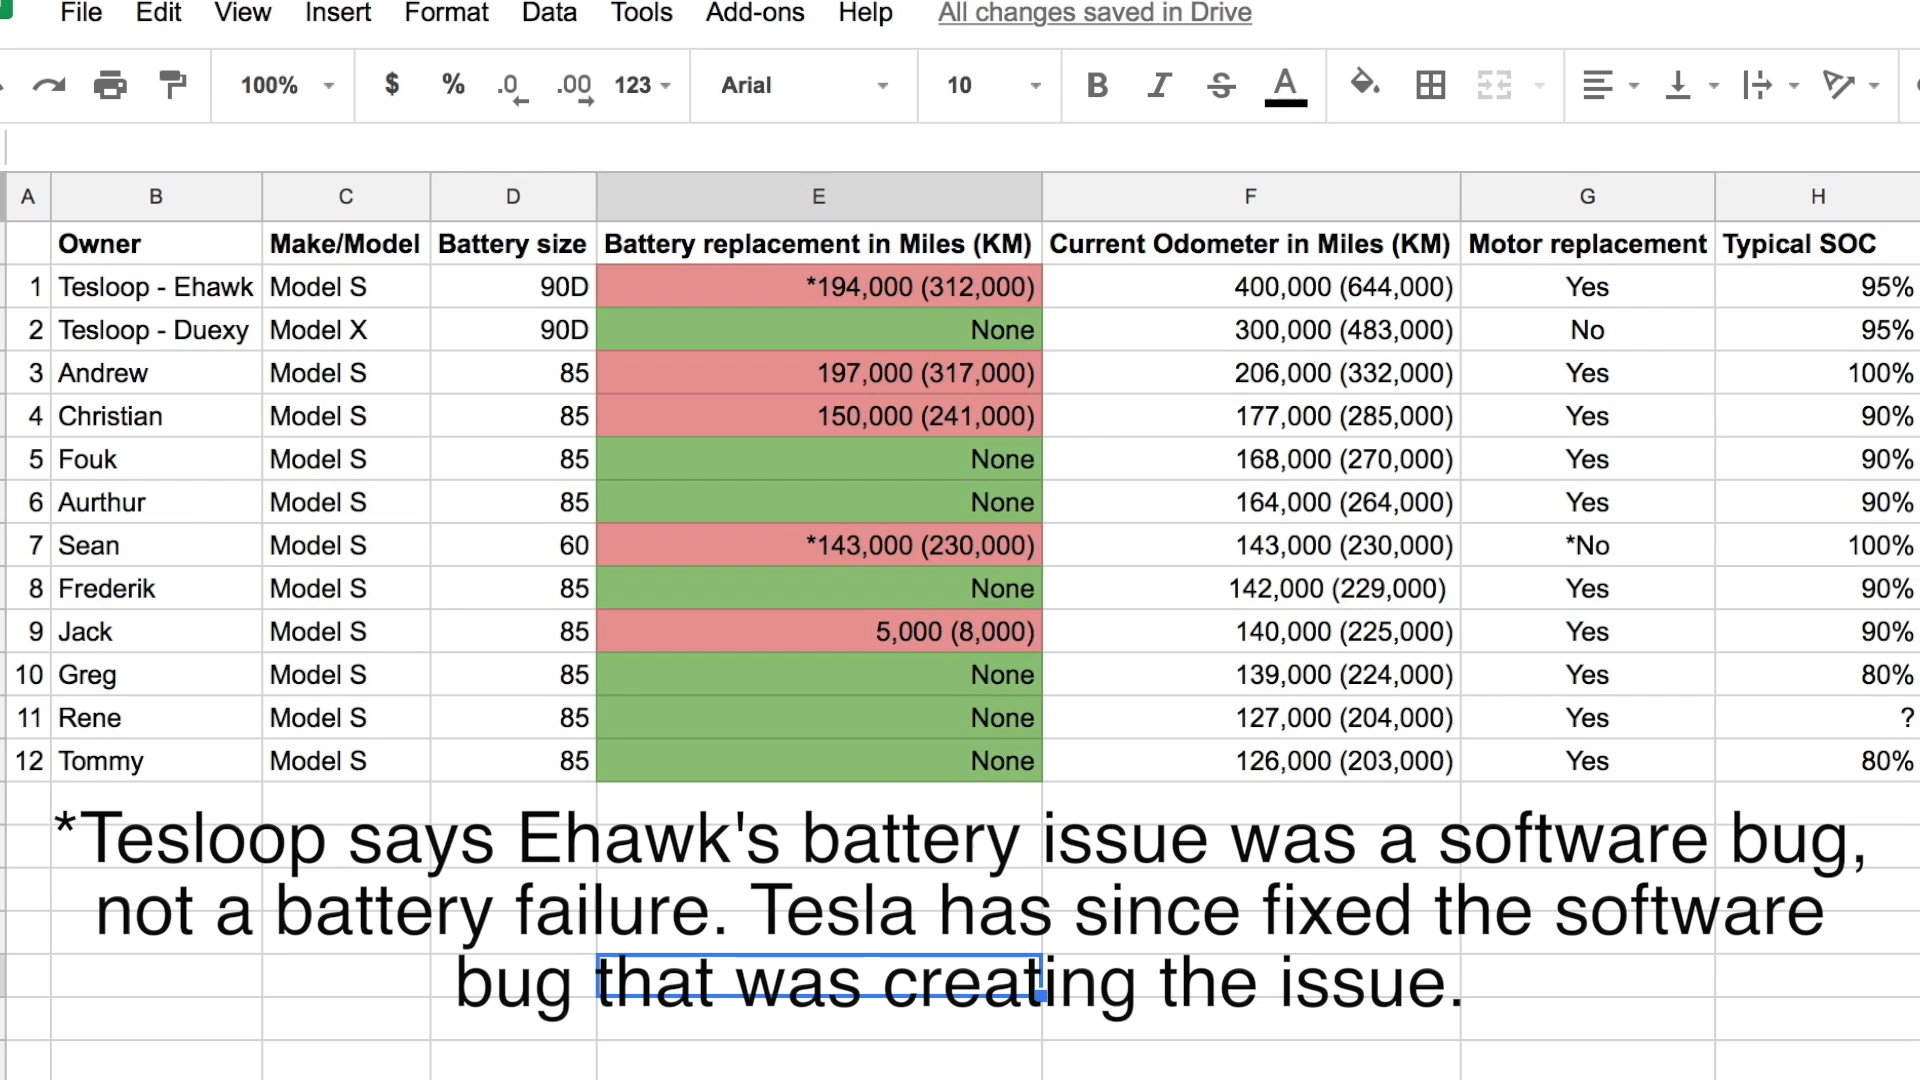 File Edit View Insert Format Data Tools Add-ons Help All changes saved in Drive
100% $ % .0 .00 123 Arial 10 B I S A
A B C D E F G H
Owner Make/Model Battery size Battery replacement in Miles (KM) Current Odometer in Miles (KM) Motor replacement Typical SOC
1 Tesloop - Ehawk Model S 90D *194,000 (312,000) 400,000 (644,000) Yes 95%
2 Tesloop - Duexy Model X 90D None 300,000 (483,000) No 95%
3 Andrew Model S 85 197,000 (317,000) 206,000 (332,000) Yes 100%
4 Christian Model S 85 150,000 (241,000) 177,000 (285,000) Yes 90%
5 Fouk Model S 85 None 168,000 (270,000) Yes 90%
6 Aurthur Model S 85 None 164,000 (264,000) Yes 90%
7 Sean Model S 60 *143,000 (230,000) 143,000 (230,000) *No 100%
8 Frederik Model S 85 None 142,000 (229,000) Yes 90%
9 Jack Model S 85 5,000 (8,000) 140,000 (225,000) Yes 90%
10 Greg Model S 85 None 139,000 (224,000) Yes 80%
11 Rene Model S 85 None 127,000 (204,000) Yes ?
12 Tommy Model S 85 None 126,000 (203,000) Yes 80%
*Tesloop says Ehawk's battery issue was a software bug,
not a battery failure. Tesla has since fixed the software
bug that was creating the issue.